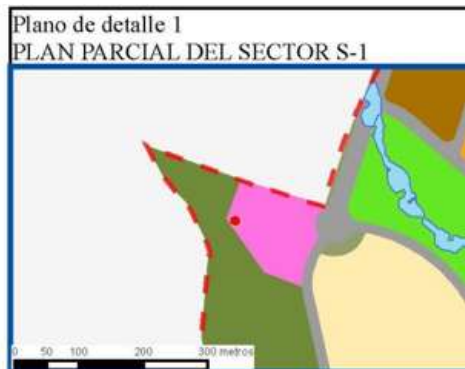 Plano de detalle 1
PLAN PARCIAL DEL SECTOR S-1
0 50 100 200 300 metros